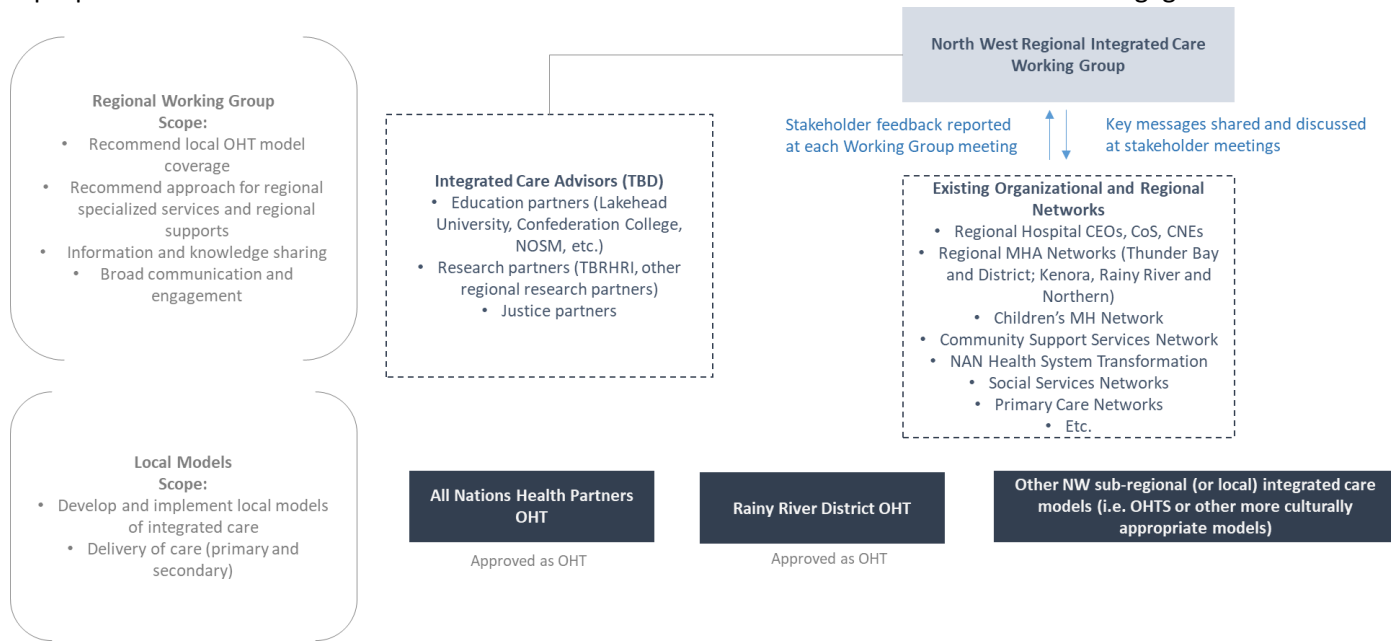 North West Regional Integrated Care
Working Group
Regional Working Group
Scope:
• Recommend local OHT model
coverage
• Recommend approach for regional
specialized services and regional
supports
• Information and knowledge sharing
• Broad communication and
engagement
Stakeholder feedback reported
at each Working Group meeting
Key messages shared and discussed
at stakeholder meetings
Integrated Care Advisors (TBD)
• Education partners (Lakehead
University, Confederation College,
NOSM, etc.)
• Research partners (TBRHRI, other
regional research partners)
• Justice partners
Existing Organizational and Regional
Networks
• Regional Hospital CEOs, CoS, CNEs
• Regional MHA Networks (Thunder Bay
and District; Kenora, Rainy River and
Northern)
• Children's MH Network
• Community Support Services Network
• NAN Health System Transformation
• Social Services Networks
• Primary Care Networks
• Etc.
Local Models
Scope:
• Develop and implement local models
of integrated care
• Delivery of care (primary and
secondary)
All Nations Health Partners
OHT
Approved as OHT
Rainy River District OHT
Approved as OHT
Other NW sub-regional (or local) integrated care
models (i.e. OHTS or other more culturally
appropriate models)